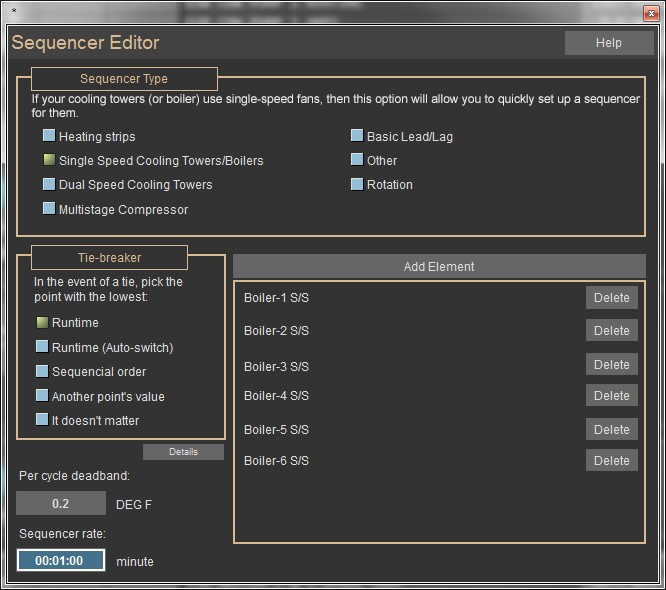 *
x
Sequencer Editor
Help
Sequencer Type
If your cooling towers (or boiler) use single-speed fans, then this option will allow you to quickly set up a sequencer
for them.
Heating strips
Basic Lead/Lag
Single Speed Cooling Towers/Boilers
Other
Dual Speed Cooling Towers
Rotation
Multistage Compressor
Tie-breaker
In the event of a tie, pick the
point with the lowest:
Runtime
Runtime (Auto-switch)
Sequencial order
Another point's value
It doesn't matter
Details
Per cycle deadband:
0.2 DEG F
Sequencer rate:
00:01:00 minute
Add Element
Boiler-1 S/S Delete
Boiler-2 S/S Delete
Boiler-3 S/S Delete
Boiler-4 S/S Delete
Boiler-5 S/S Delete
Boiler-6 S/S Delete